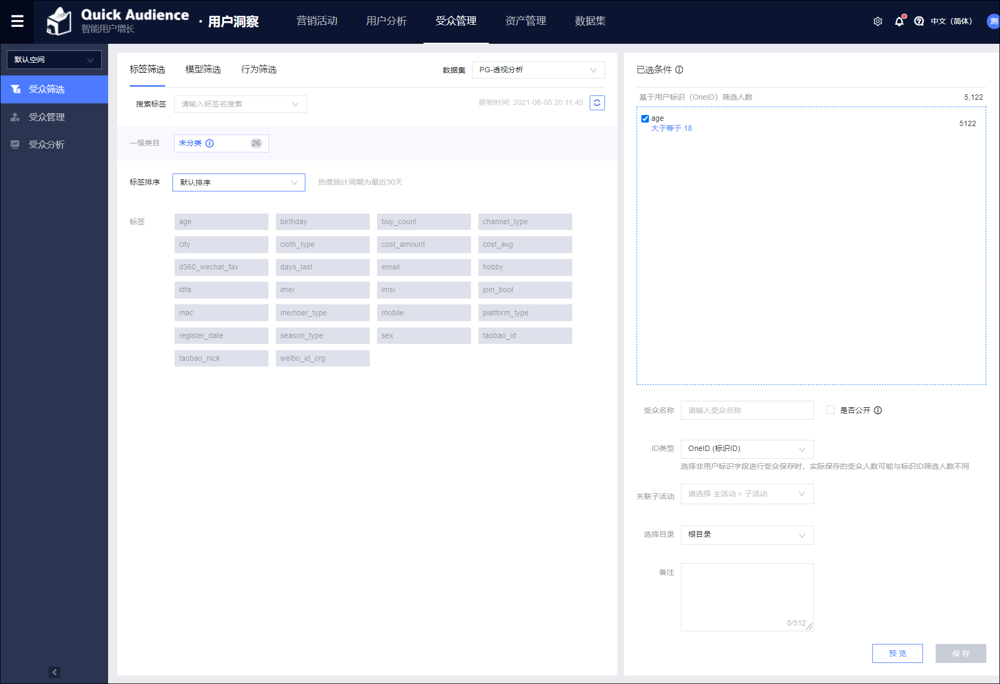 Quick Audience
智能用户增长
· 用户洞察
营销活动
用户分析
受众管理
资产管理
数据集
中文（简体）
测
默认空间
受众筛选
受众管理
受众分析
标签筛选
模型筛选
行为筛选
数据集
PG-透视分析
搜索标签
请输入标签名搜索
更新时间: 2021-08-05 20:11:45
一级类目
未分类
26
标签排序
默认排序
热度统计周期为最近30天
标签
age
birthday
buy_count
channel_type
city
cloth_type
cost_amount
cost_avg
d360_wechat_fav
days_last
email
hobby
idfa
imei
imsi
join_bool
mac
member_type
mobile
platform_type
register_date
season_type
sex
taobao_id
taobao_nick
weibo_id_org
已选条件
基于用户标识（OneID）筛选人数
5,122
age
大于等于 18
5122
受众名称
请输入受众名称
是否公开
ID类型
OneID (标识ID)
选择非用户标识字段进行受众保存时，实际保存的受众人数可能与标识ID筛选人数不同
关联子活动
请选择 主活动 > 子活动
选择目录
根目录
备注
0/512
预 览
保 存